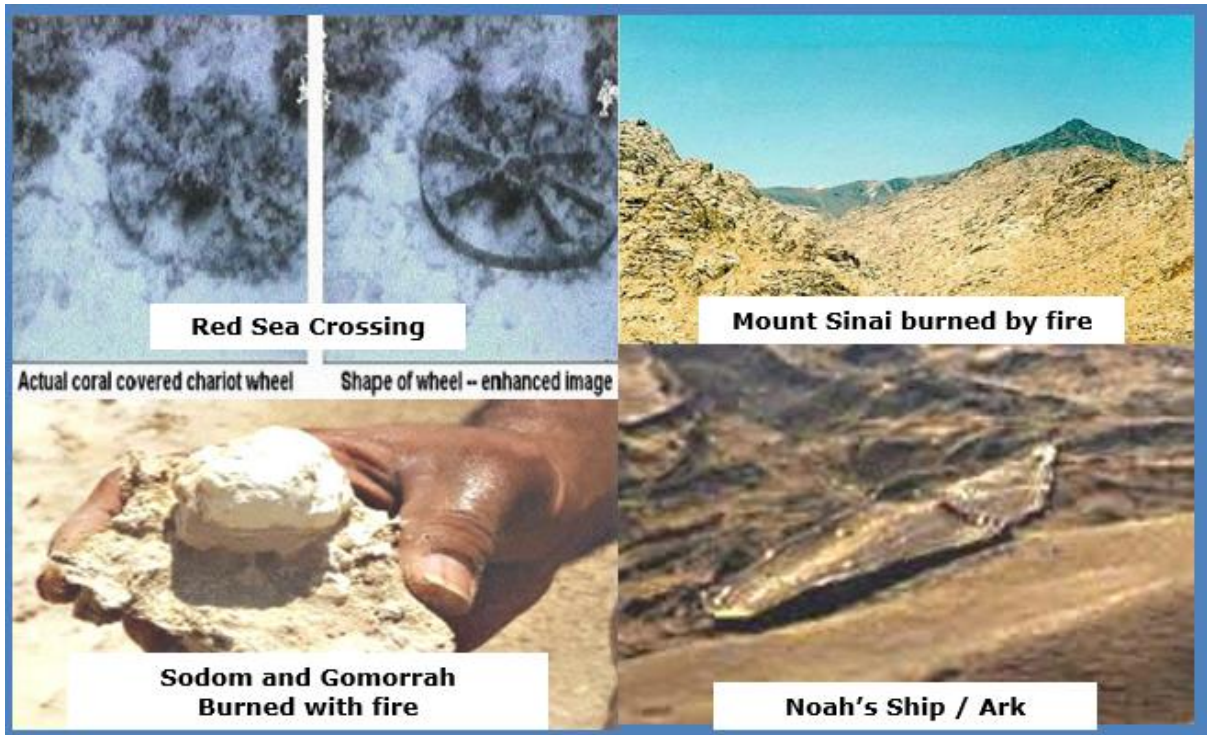 Red Sea Crossing
Actual coral covered chariot wheel
Shape of wheel -- enhanced image
Mount Sinai burned by fire
Sodom and Gomorrah
Burned with fire
Noah’s Ship / Ark